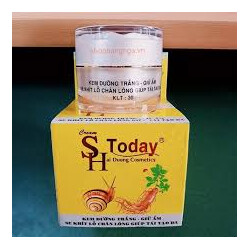 KEM DƯỠNG TRẮNG - GIỮ ẨM
SE KHÍT LỖ CHÂN LÔNG GIÚP TÁI TẠO DA
Cream
SH Today®
ai Duong Cosmetics
KEM DƯỠNG TRẮNG - GIỮ ẨM
SE KHÍT LỖ CHÂN LÔNG GIÚP TÁI TẠO DA